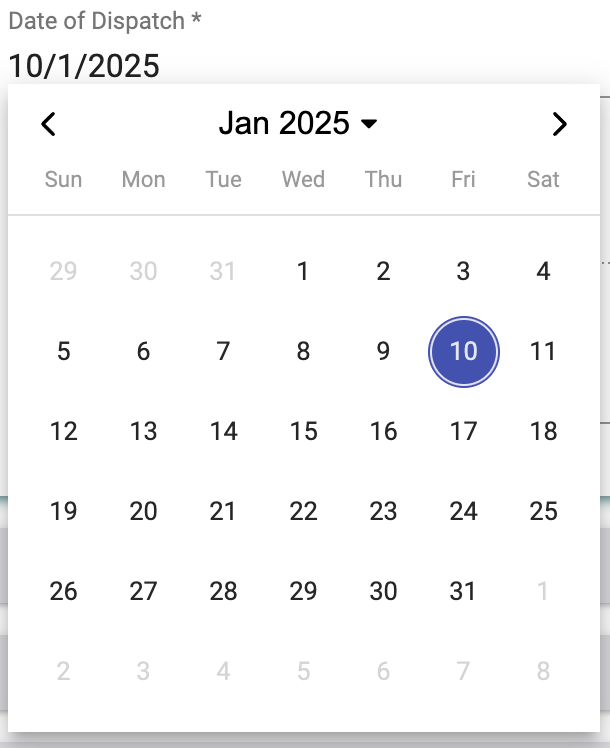 Date of Dispatch *
10/1/2025
Jan 2025
Sun Mon Tue Wed Thu Fri Sat
29 30 31 1 2 3 4
5 6 7 8 9 10 11
12 13 14 15 16 17 18
19 20 21 22 23 24 25
26 27 28 29 30 31 1
2 3 4 5 6 7 8